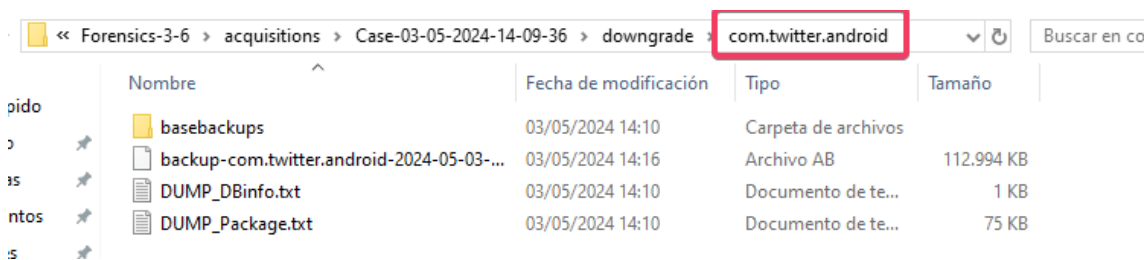 « Forensics-3-6 › acquisitions › Case-03-05-2024-14-09-36 › downgrade › com.twitter.android Buscar en co
Nombre Fecha de modificación Tipo Tamaño
pido
basebackups 03/05/2024 14:10 Carpeta de archivos
backup-com.twitter.android-2024-05-03-... 03/05/2024 14:16 Archivo AB 112.994 KB
as DUMP_DBinfo.txt 03/05/2024 14:10 Documento de te... 1 KB
ntos DUMP_Package.txt 03/05/2024 14:10 Documento de te... 75 KB